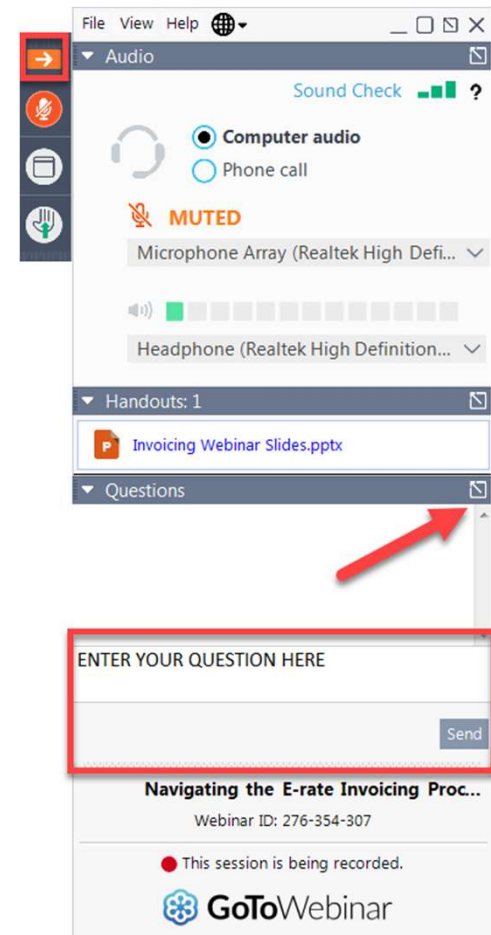 File View Help
Audio
Sound Check ?
Computer audio
Phone call
MUTED
Microphone Array (Realtek High Defi...
Headphone (Realtek High Definition...
Handouts: 1
P Invoicing Webinar Slides.pptx
Questions
ENTER YOUR QUESTION HERE
Send
Navigating the E-rate Invoicing Proc...
Webinar ID: 276-354-307
This session is being recorded.
GoToWebinar